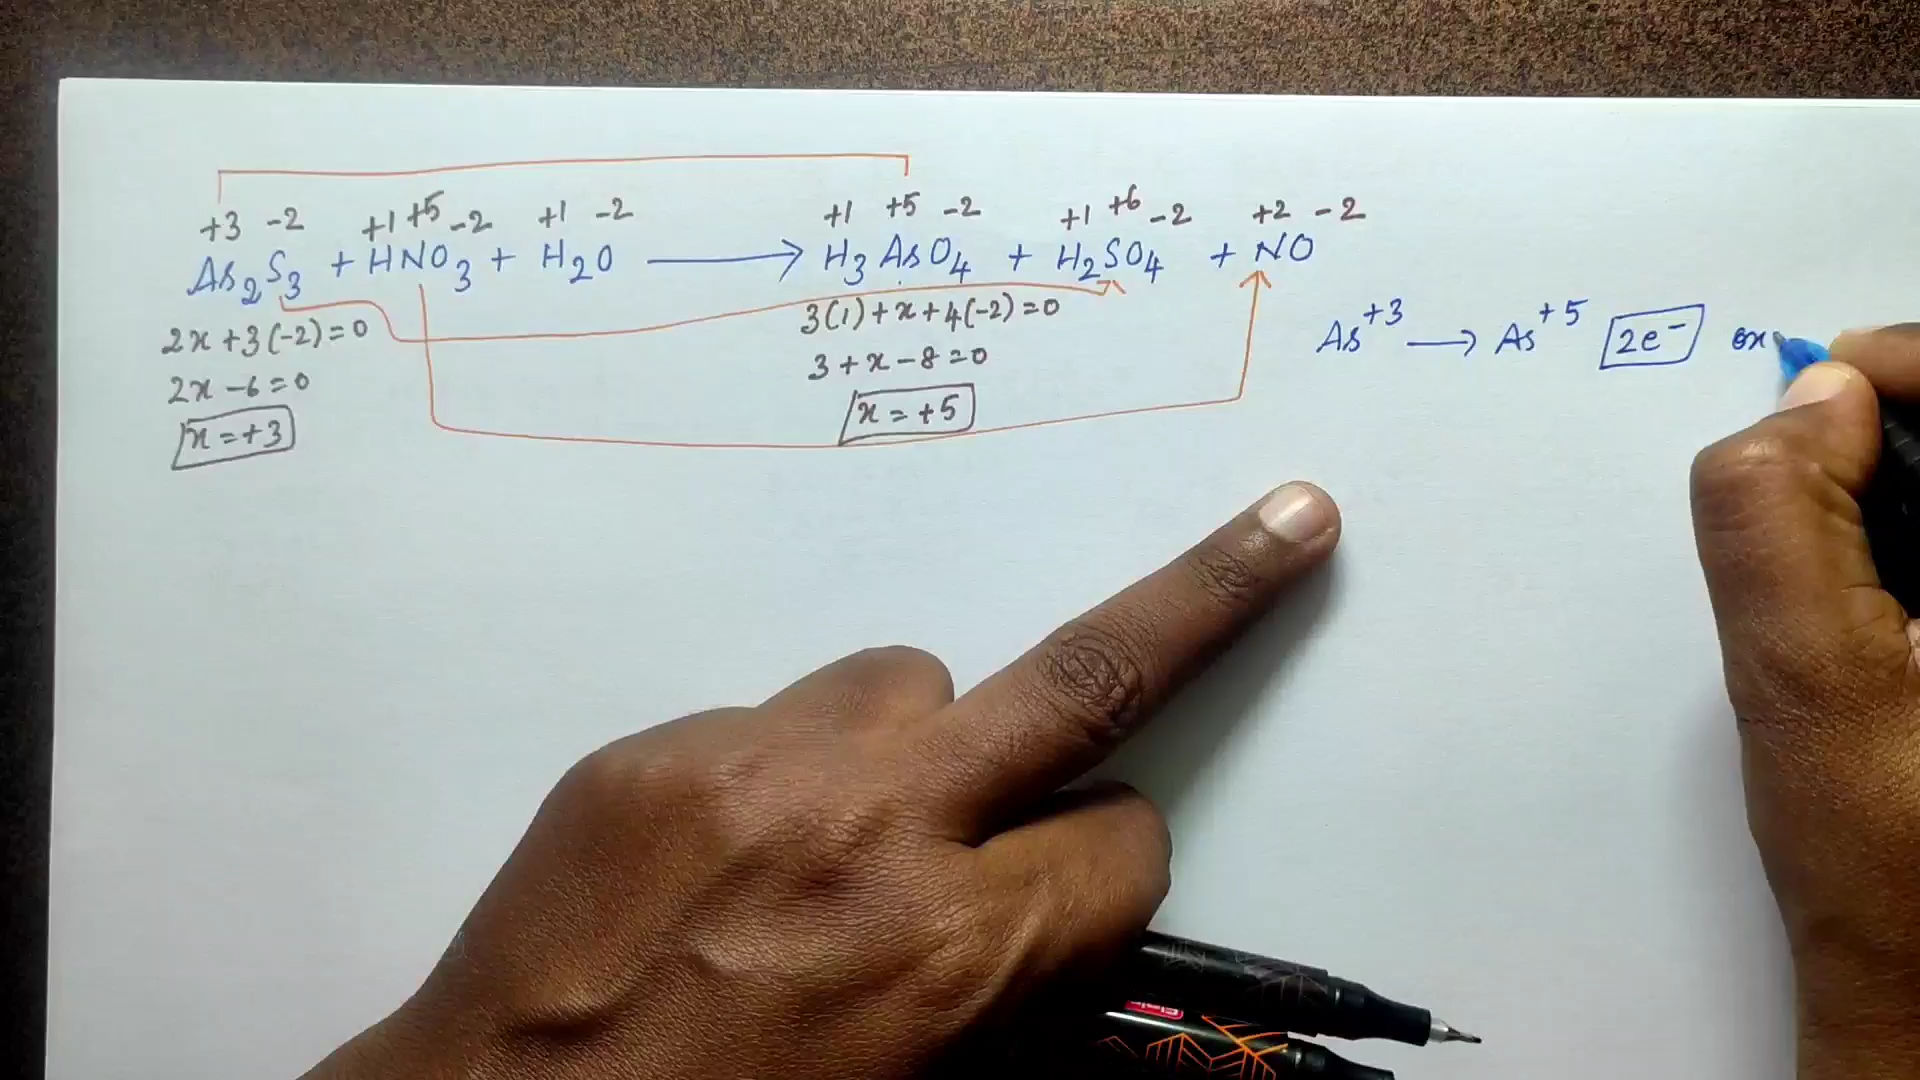 +3 -2 +1 +5 -2 +1 -2 +1 +5 -2 +1 +6 -2 +2 -2
As₂S₃ + HNO₃ + H₂O ⟶ H₃AsO₄ + H₂SO₄ + NO
2x + 3(-2) = 0
2x - 6 = 0
x = +3
3(1) + x + 4(-2) = 0
3 + x - 8 = 0
x = +5
As⁺³ ⟶ As⁺⁵ 2e⁻ ox